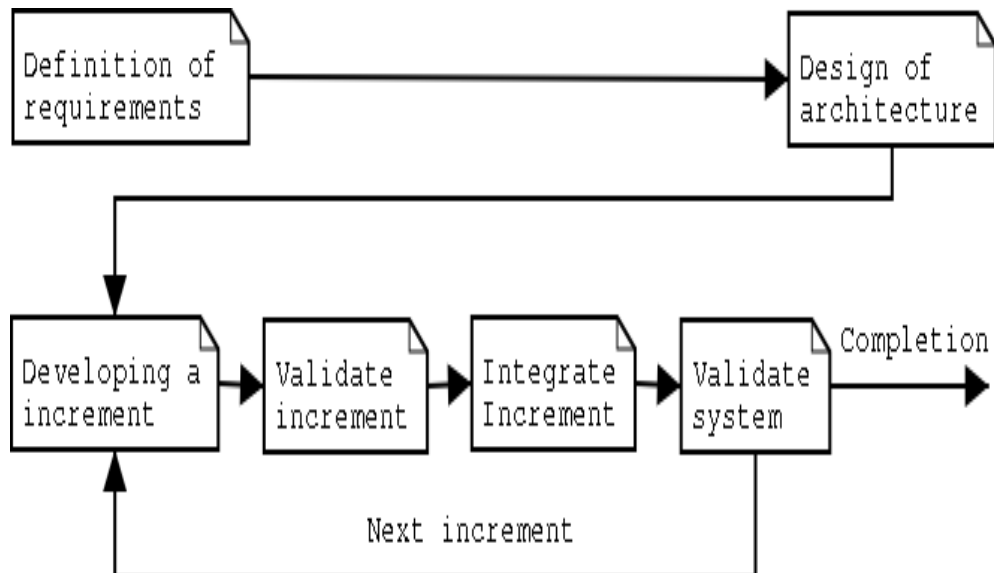 Definition of
requirements
Design of
architecture
Developing a
increment
Validate
increment
Integrate
Increment
Validate
system
Completion
Next increment